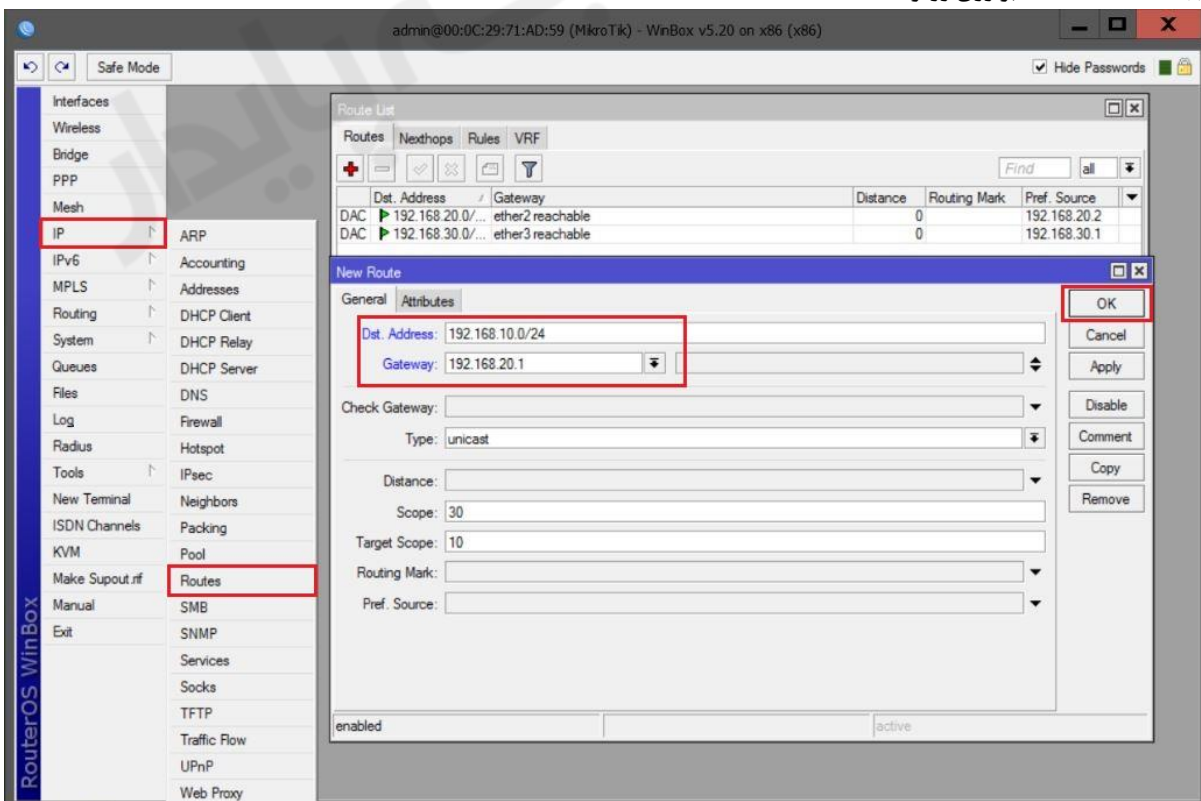 admin@00:0C:29:71:AD:59 (MikroTik) - WinBox v5.20 on x86 (x86)
Safe Mode
Hide Passwords
Interfaces
Wireless
Bridge
PPP
Mesh
IP
IPv6
MPLS
Routing
System
Queues
Files
Log
Radius
Tools
New Terminal
ISDN Channels
KVM
Make Supout.rif
Manual
Exit
RouterOS WinBox
ARP
Accounting
Addresses
DHCP Client
DHCP Relay
DHCP Server
DNS
Firewall
Hotspot
IPsec
Neighbors
Packing
Pool
Routes
SMB
SNMP
Services
Socks
TFTP
Traffic Flow
UPnP
Web Proxy
Route List
Routes Nexthops Rules VRF
Find all
Dst. Address Gateway Distance Routing Mark Pref. Source
DAC 192.168.20.0/... ether2 reachable 0 192.168.20.2
DAC 192.168.30.0/... ether3 reachable 0 192.168.30.1
New Route
General Attributes
Dst. Address: 192.168.10.0/24
Gateway: 192.168.20.1
Check Gateway:
Type: unicast
Distance:
Scope: 30
Target Scope: 10
Routing Mark:
Pref. Source:
OK
Cancel
Apply
Disable
Comment
Copy
Remove
enabled active